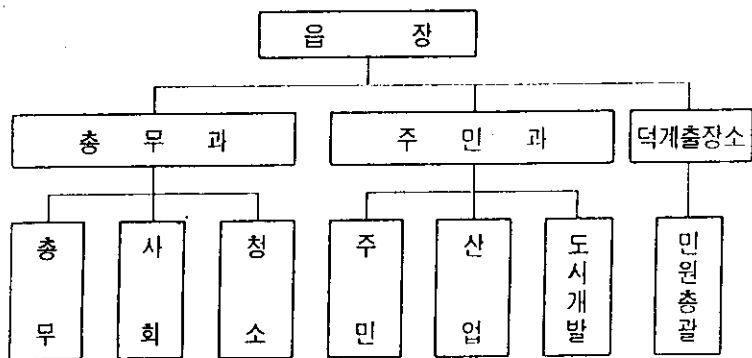 읍 장
총 무 과
주 민 과
덕계출장소
총 무
사 회
청 소
주 민
산 업
도시개발
민원총괄